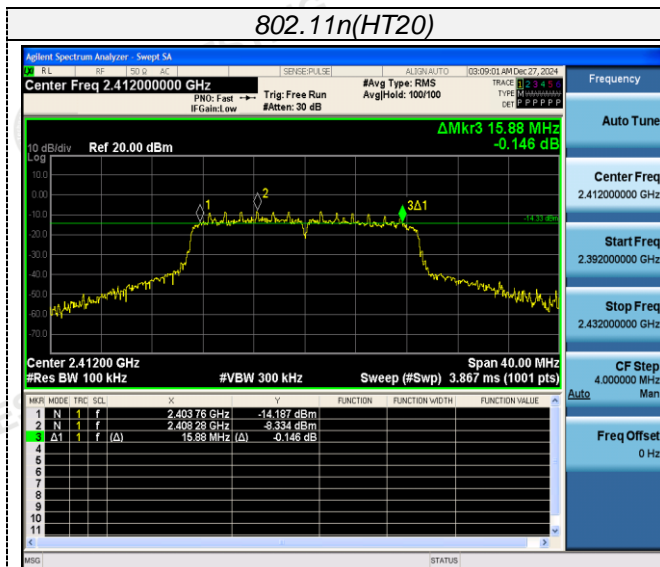 802.11n(HT20)
Agilent Spectrum Analyzer - Swept SA
RL RF 50 Ω AC SENSE:PULSE ALIGNAUTO 03:09:01 AM Dec 27, 2024
Center Freq 2.412000000 GHz
PNO: Fast
IFGain:Low
Trig: Free Run
#Atten: 30 dB
#Avg Type: RMS
Avg|Hold: 100/100
TRACE 1 2 3 4 5 6
TYPE M
DET P P P P P P
ΔMkr3 15.88 MHz
-0.146 dB
10 dB/div Ref 20.00 dBm
Log
10.0
0.00
-10.0
-20.0
-30.0
-40.0
-50.0
-60.0
-70.0
1
2
3Δ1
-14.33 dBm
Center 2.41200 GHz Span 40.00 MHz
#Res BW 100 kHz #VBW 300 kHz Sweep (#Swp) 3.867 ms (1001 pts)
MKR MODE TRC SCL X Y FUNCTION FUNCTION WIDTH FUNCTION VALUE
1 N 1 f 2.403 76 GHz -14.187 dBm
2 N 1 f 2.408 28 GHz -8.334 dBm
3 Δ1 1 f (Δ) 15.88 MHz (Δ) -0.146 dB
4
5
6
7
8
9
10
11
MSG STATUS
Frequency
Auto Tune
Center Freq
2.412000000 GHz
Start Freq
2.392000000 GHz
Stop Freq
2.432000000 GHz
CF Step
4.000000 MHz
Auto Man
Freq Offset
0 Hz